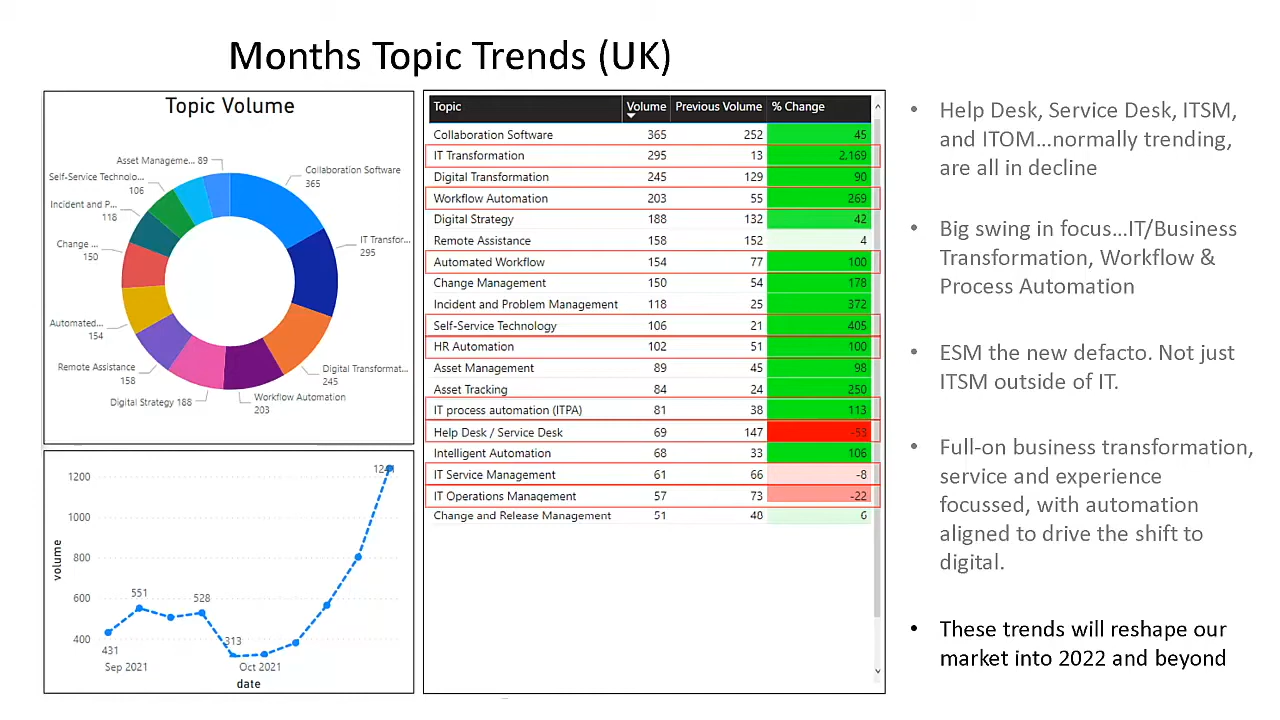 Months Topic Trends (UK)
Topic Volume
Asset Manageme... 89
Self-Service Technolo...
106
Incident and P...
118
Change ...
150
Automated...
154
Remote Assistance
158
Digital Strategy 188
Workflow Automation
203
Digital Transformat...
245
IT Transfor...
295
Collaboration Software
365
1200
1000
800
600
400
volume
431
551
528
313
1241
Sep 2021
Oct 2021
date
Topic Volume Previous Volume % Change
Collaboration Software 365 252 45
IT Transformation 295 13 2,169
Digital Transformation 245 129 90
Workflow Automation 203 55 269
Digital Strategy 188 132 42
Remote Assistance 158 152 4
Automated Workflow 154 77 100
Change Management 150 54 178
Incident and Problem Management 118 25 372
Self-Service Technology 106 21 405
HR Automation 102 51 100
Asset Management 89 45 98
Asset Tracking 84 24 250
IT process automation (ITPA) 81 38 113
Help Desk / Service Desk 69 147 -53
Intelligent Automation 68 33 106
IT Service Management 61 66 -8
IT Operations Management 57 73 -22
Change and Release Management 51 48 6
• Help Desk, Service Desk, ITSM,
and ITOM...normally trending,
are all in decline
• Big swing in focus...IT/Business
Transformation, Workflow &
Process Automation
• ESM the new defacto. Not just
ITSM outside of IT.
• Full-on business transformation,
service and experience
focussed, with automation
aligned to drive the shift to
digital.
• These trends will reshape our
market into 2022 and beyond